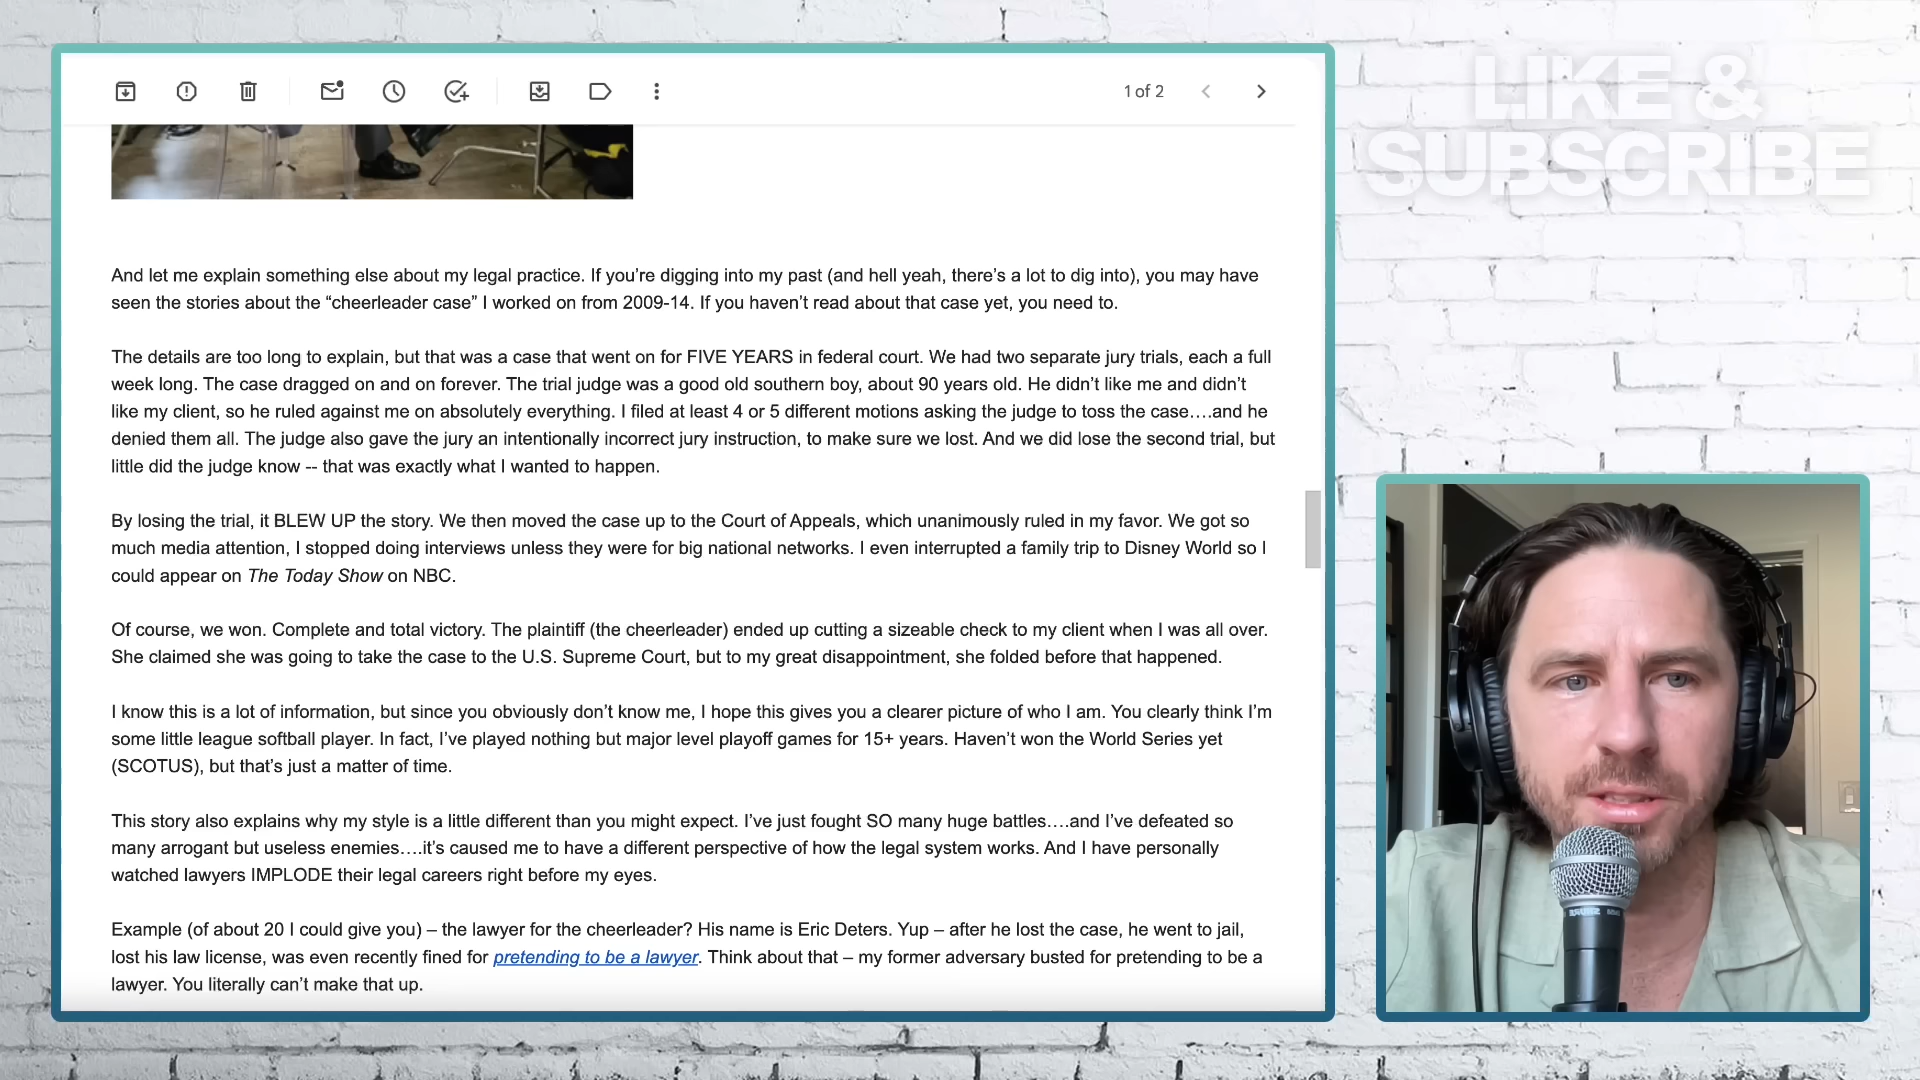 LIKE &
SUBSCRIBE
1 of 2
And let me explain something else about my legal practice. If you’re digging into my past (and hell yeah, there’s a lot to dig into), you may have
seen the stories about the “cheerleader case” I worked on from 2009-14. If you haven’t read about that case yet, you need to.
The details are too long to explain, but that was a case that went on for FIVE YEARS in federal court. We had two separate jury trials, each a full
week long. The case dragged on and on forever. The trial judge was a good old southern boy, about 90 years old. He didn’t like me and didn’t
like my client, so he ruled against me on absolutely everything. I filed at least 4 or 5 different motions asking the judge to toss the case….and he
denied them all. The judge also gave the jury an intentionally incorrect jury instruction, to make sure we lost. And we did lose the second trial, but
little did the judge know -- that was exactly what I wanted to happen.
By losing the trial, it BLEW UP the story. We then moved the case up to the Court of Appeals, which unanimously ruled in my favor. We got so
much media attention, I stopped doing interviews unless they were for big national networks. I even interrupted a family trip to Disney World so I
could appear on The Today Show on NBC.
Of course, we won. Complete and total victory. The plaintiff (the cheerleader) ended up cutting a sizeable check to my client when I was all over.
She claimed she was going to take the case to the U.S. Supreme Court, but to my great disappointment, she folded before that happened.
I know this is a lot of information, but since you obviously don’t know me, I hope this gives you a clearer picture of who I am. You clearly think I’m
some little league softball player. In fact, I’ve played nothing but major level playoff games for 15+ years. Haven’t won the World Series yet
(SCOTUS), but that’s just a matter of time.
This story also explains why my style is a little different than you might expect. I’ve just fought SO many huge battles….and I’ve defeated so
many arrogant but useless enemies….it’s caused me to have a different perspective of how the legal system works. And I have personally
watched lawyers IMPLODE their legal careers right before my eyes.
Example (of about 20 I could give you) – the lawyer for the cheerleader? His name is Eric Deters. Yup – after he lost the case, he went to jail,
lost his law license, was even recently fined for pretending to be a lawyer. Think about that – my former adversary busted for pretending to be a
lawyer. You literally can’t make that up.